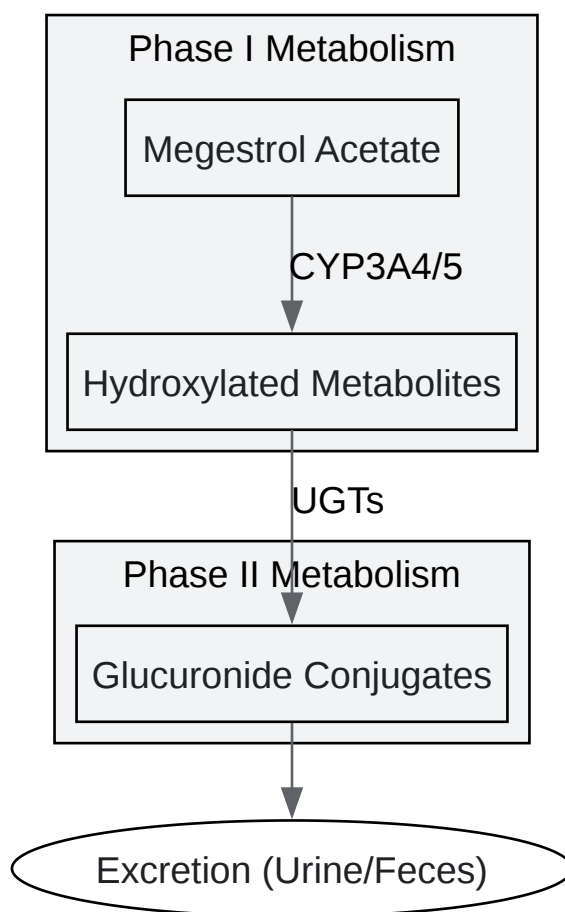 Phase I Metabolism
Megestrol Acetate
CYP3A4/5
Hydroxylated Metabolites
UGTs
Phase II Metabolism
Glucuronide Conjugates
Excretion (Urine/Feces)